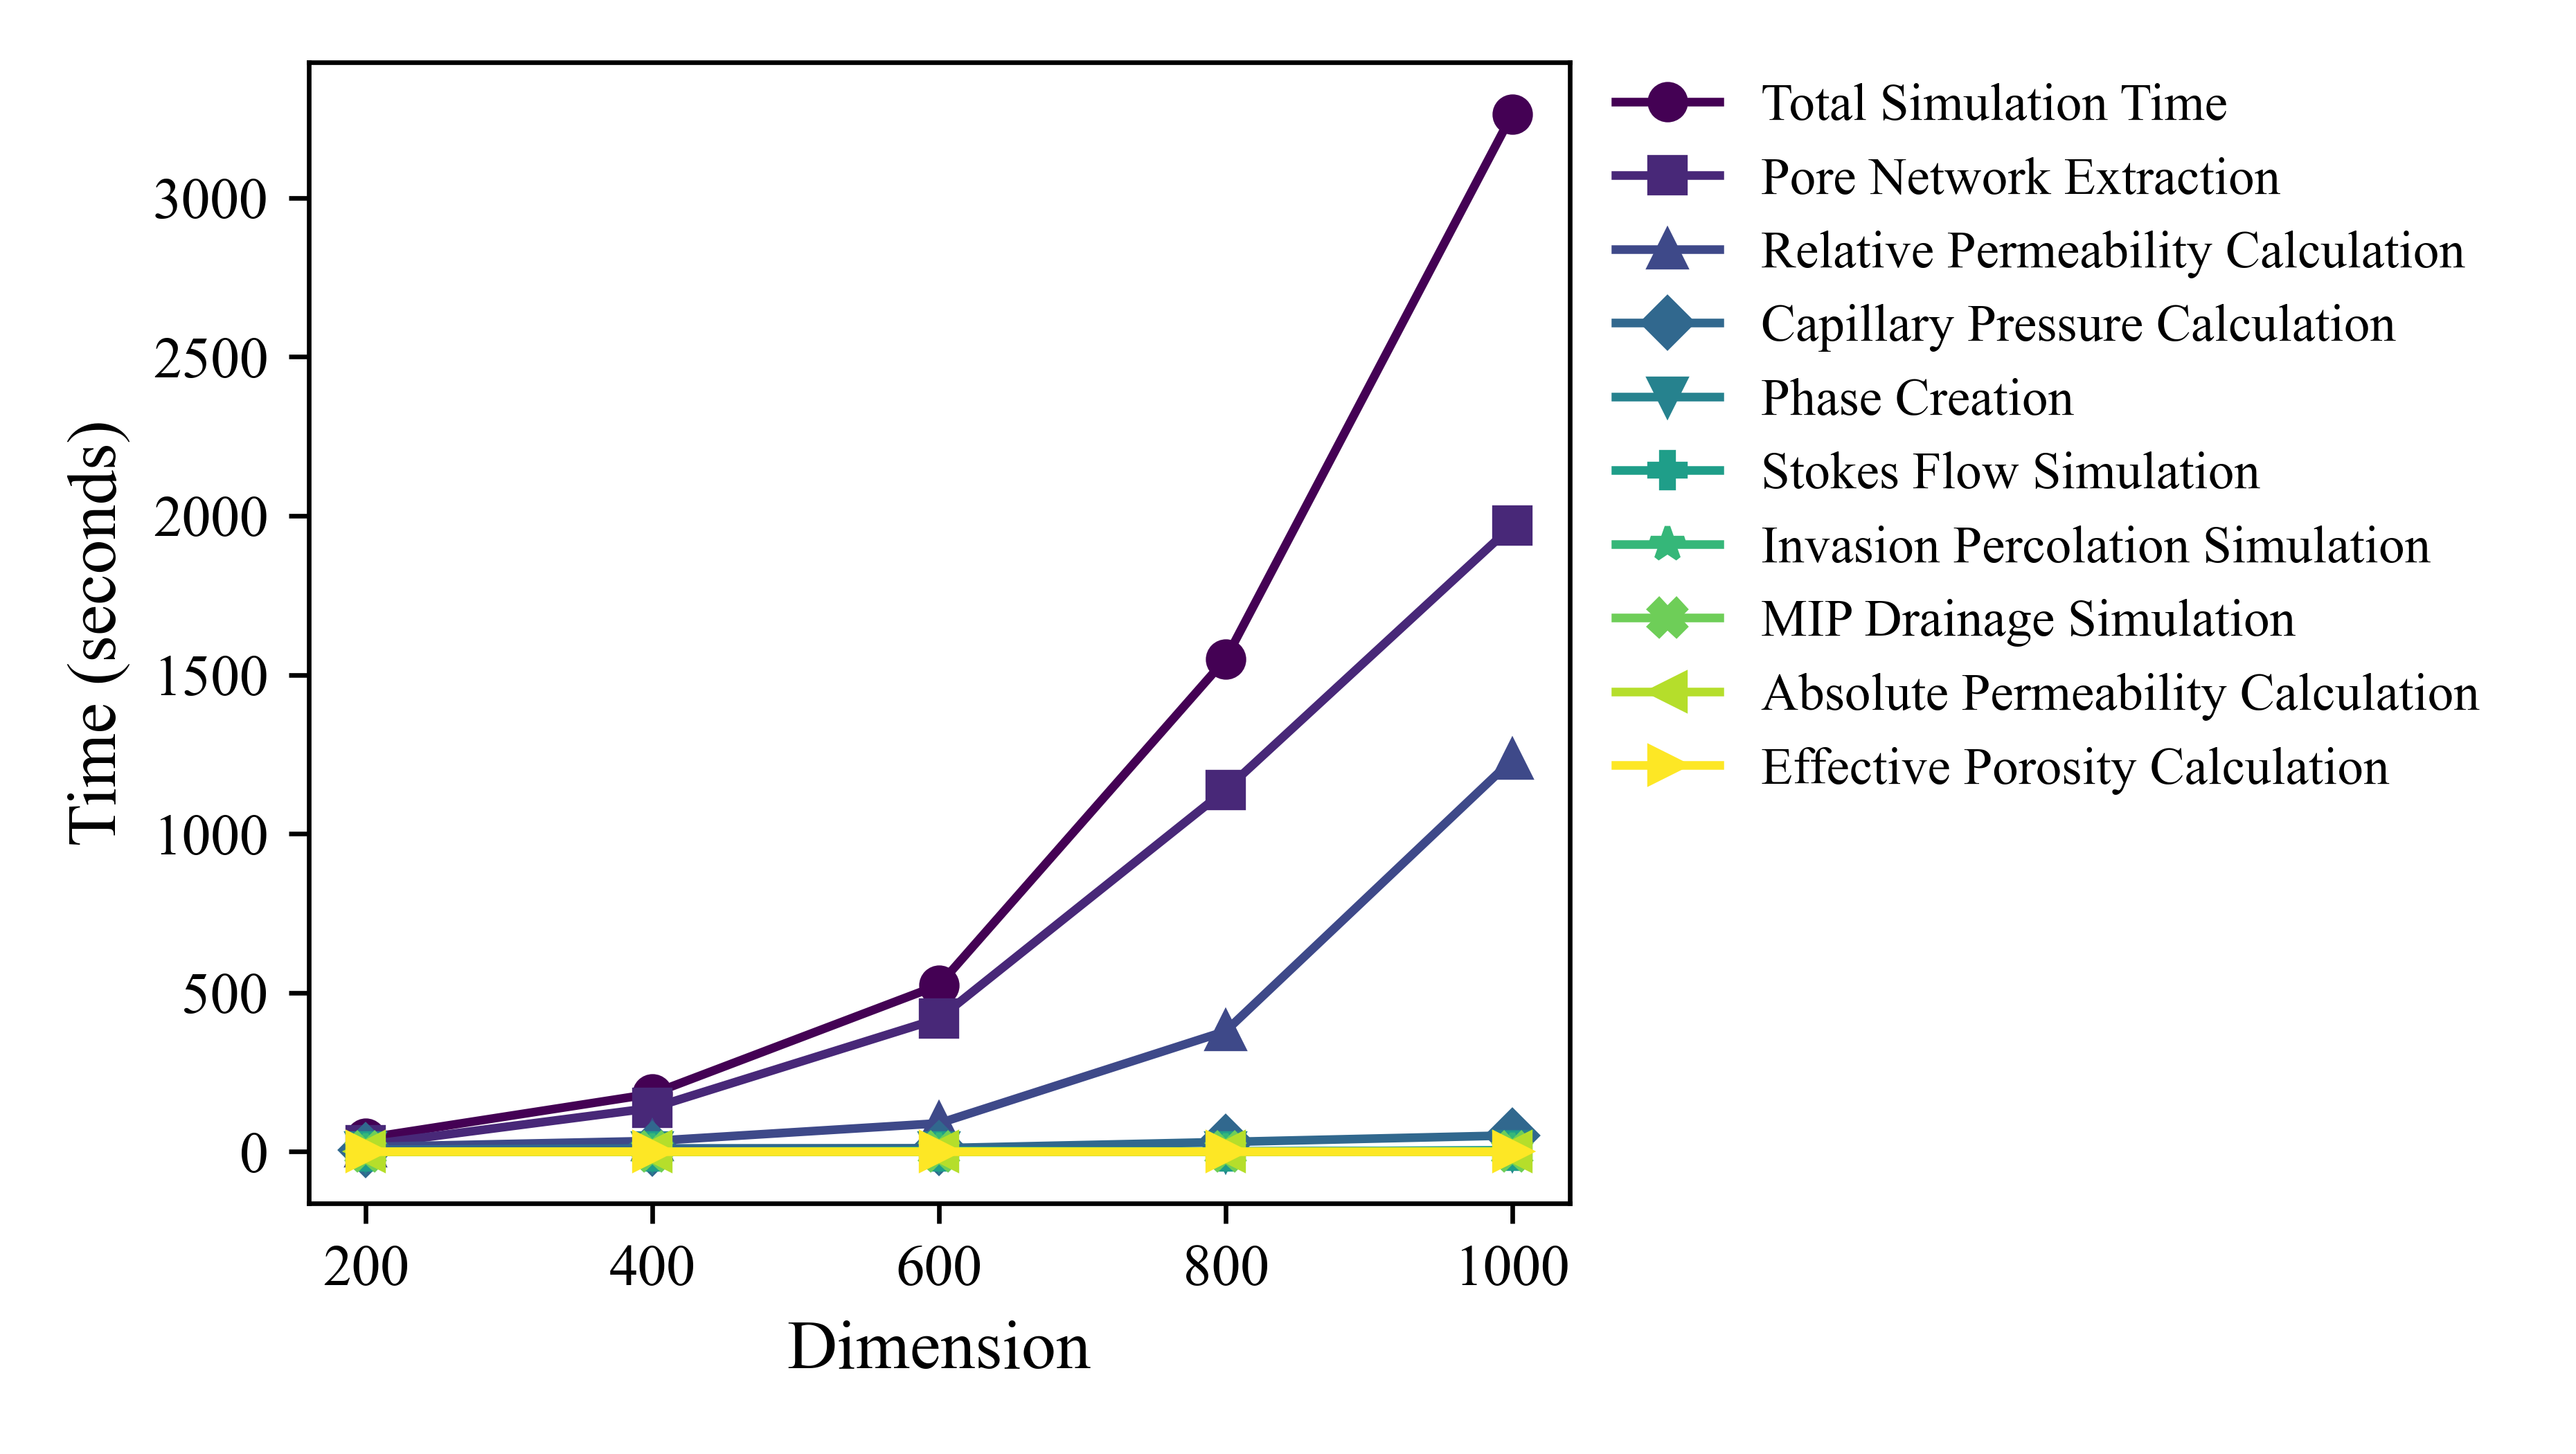 3000
2500
2000
1500
1000
500
0
Time (seconds)
200 400 600 800 1000
Dimension
Total Simulation Time
Pore Network Extraction
Relative Permeability Calculation
Capillary Pressure Calculation
Phase Creation
Stokes Flow Simulation
Invasion Percolation Simulation
MIP Drainage Simulation
Absolute Permeability Calculation
Effective Porosity Calculation